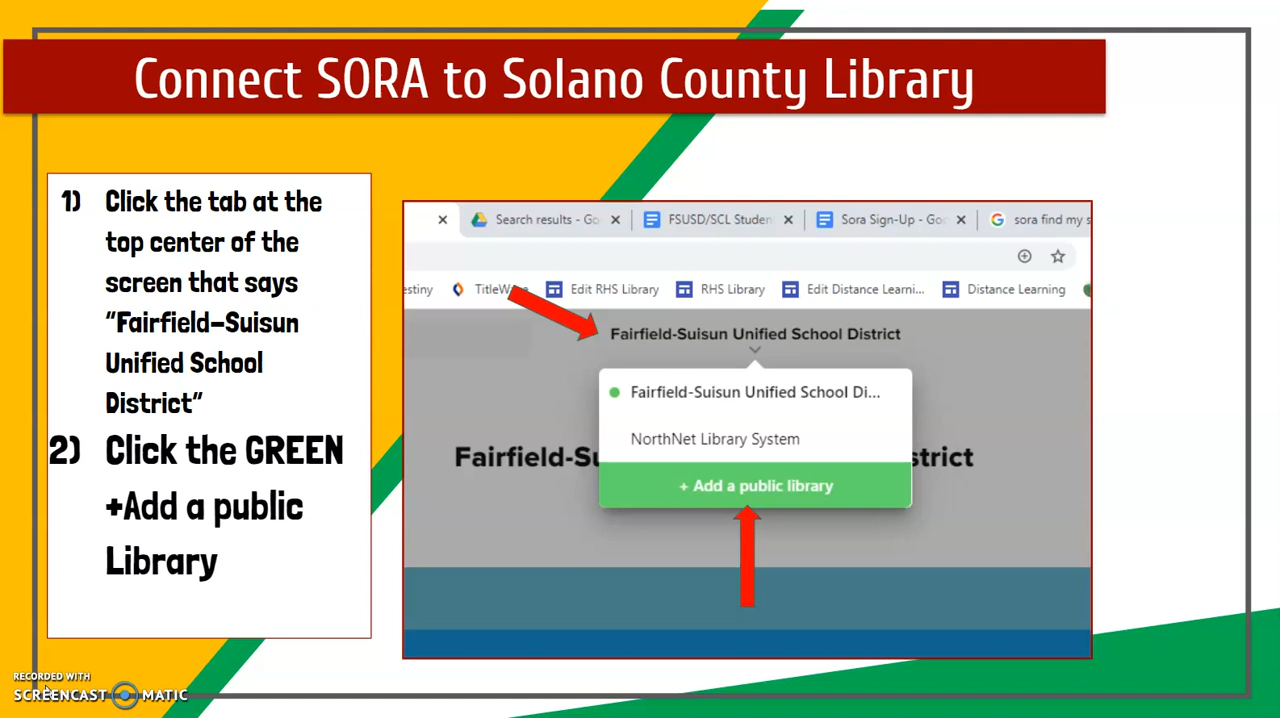 Connect SORA to Solano County Library
1) Click the tab at the
top center of the
screen that says
“Fairfield-Suisun
Unified School
District”
2) Click the GREEN
+Add a public
Library
Search results - Go
FSUSD/SCL Studen
Sora Sign-Up - Goo
sora find my s
estiny
TitleW
Edit RHS Library
RHS Library
Edit Distance Learni...
Distance Learning
Fairfield-Suisun Unified School District
Fairfield-Suisun Unified School Di...
NorthNet Library System
Fairfield-Su
strict
+ Add a public library
RECORDED WITH
SCREENCAST MATIC